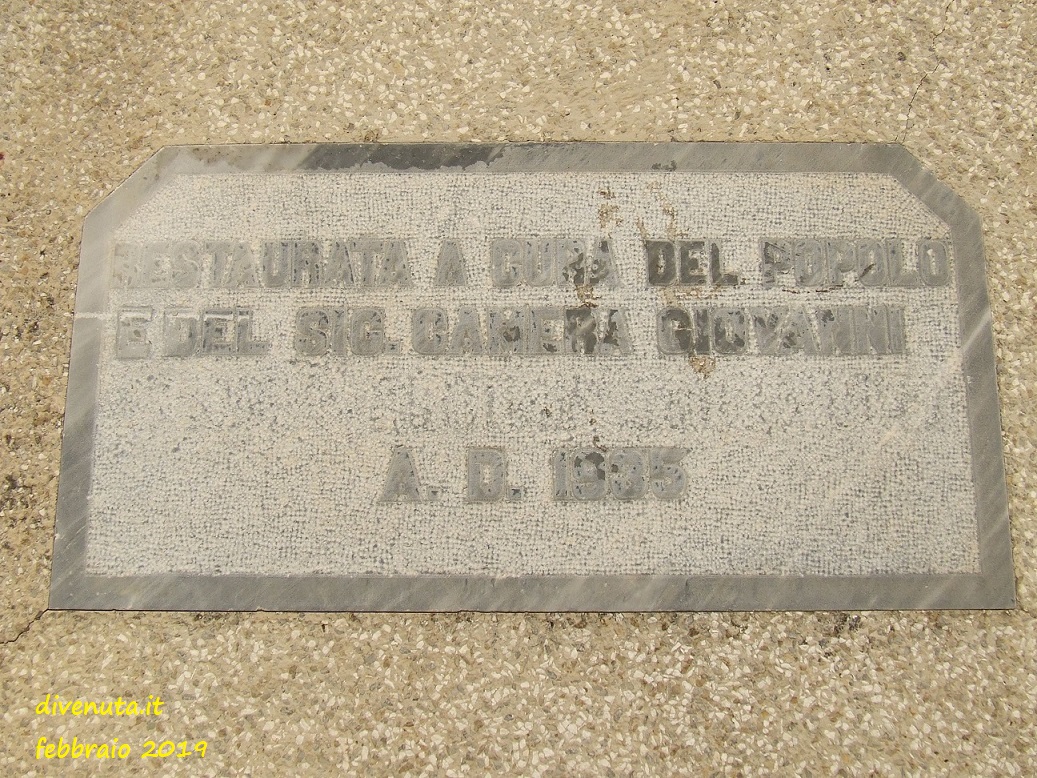 RESTAURATA A CURA DEL POPOLO
E DEL SIG. CAMERA GIOVANNI
A. D. 1935
divenuta.it
febbraio 2019